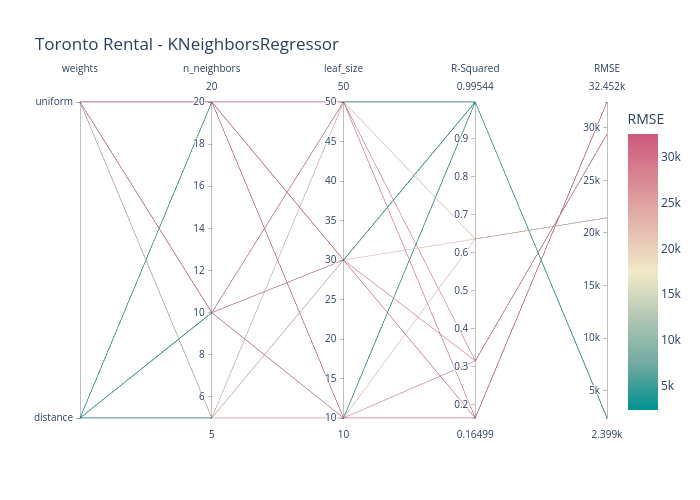 Toronto Rental - KNeighborsRegressor
weights
n_neighbors
leaf_size
R-Squared
RMSE
20
50
0.99544
32.452k
RMSE
uniform
distance
20
18
16
14
12
10
8
6
5
50
45
40
35
30
25
20
15
10
10
0.9
0.8
0.7
0.6
0.5
0.4
0.3
0.2
0.16499
30k
25k
20k
15k
10k
5k
2.399k
30k
25k
20k
15k
10k
5k